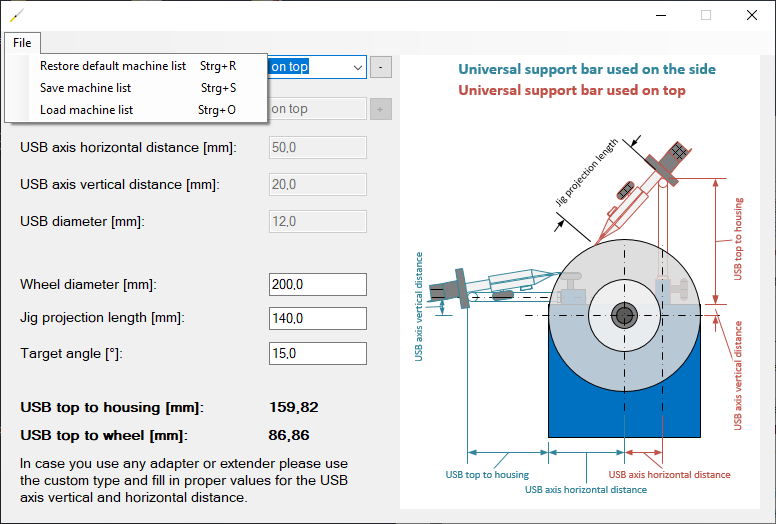 File
Restore default machine list Strg+R
Save machine list Strg+S
Load machine list Strg+O
on top
-
on top
+
USB axis horizontal distance [mm]: 50,0
USB axis vertical distance [mm]: 20,0
USB diameter [mm]: 12,0
Wheel diameter [mm]: 200,0
Jig projection length [mm]: 140,0
Target angle [°]: 15,0
USB top to housing [mm]: 159,82
USB top to wheel [mm]: 86,86
In case you use any adapter or extender please use
the custom type and fill in proper values for the USB
axis vertical and horizontal distance.
Universal support bar used on the side
Universal support bar used on top
Jig projection length
USB top to housing
USB axis vertical distance
USB axis vertical distance
USB top to housing
USB axis horizontal distance
USB axis horizontal distance